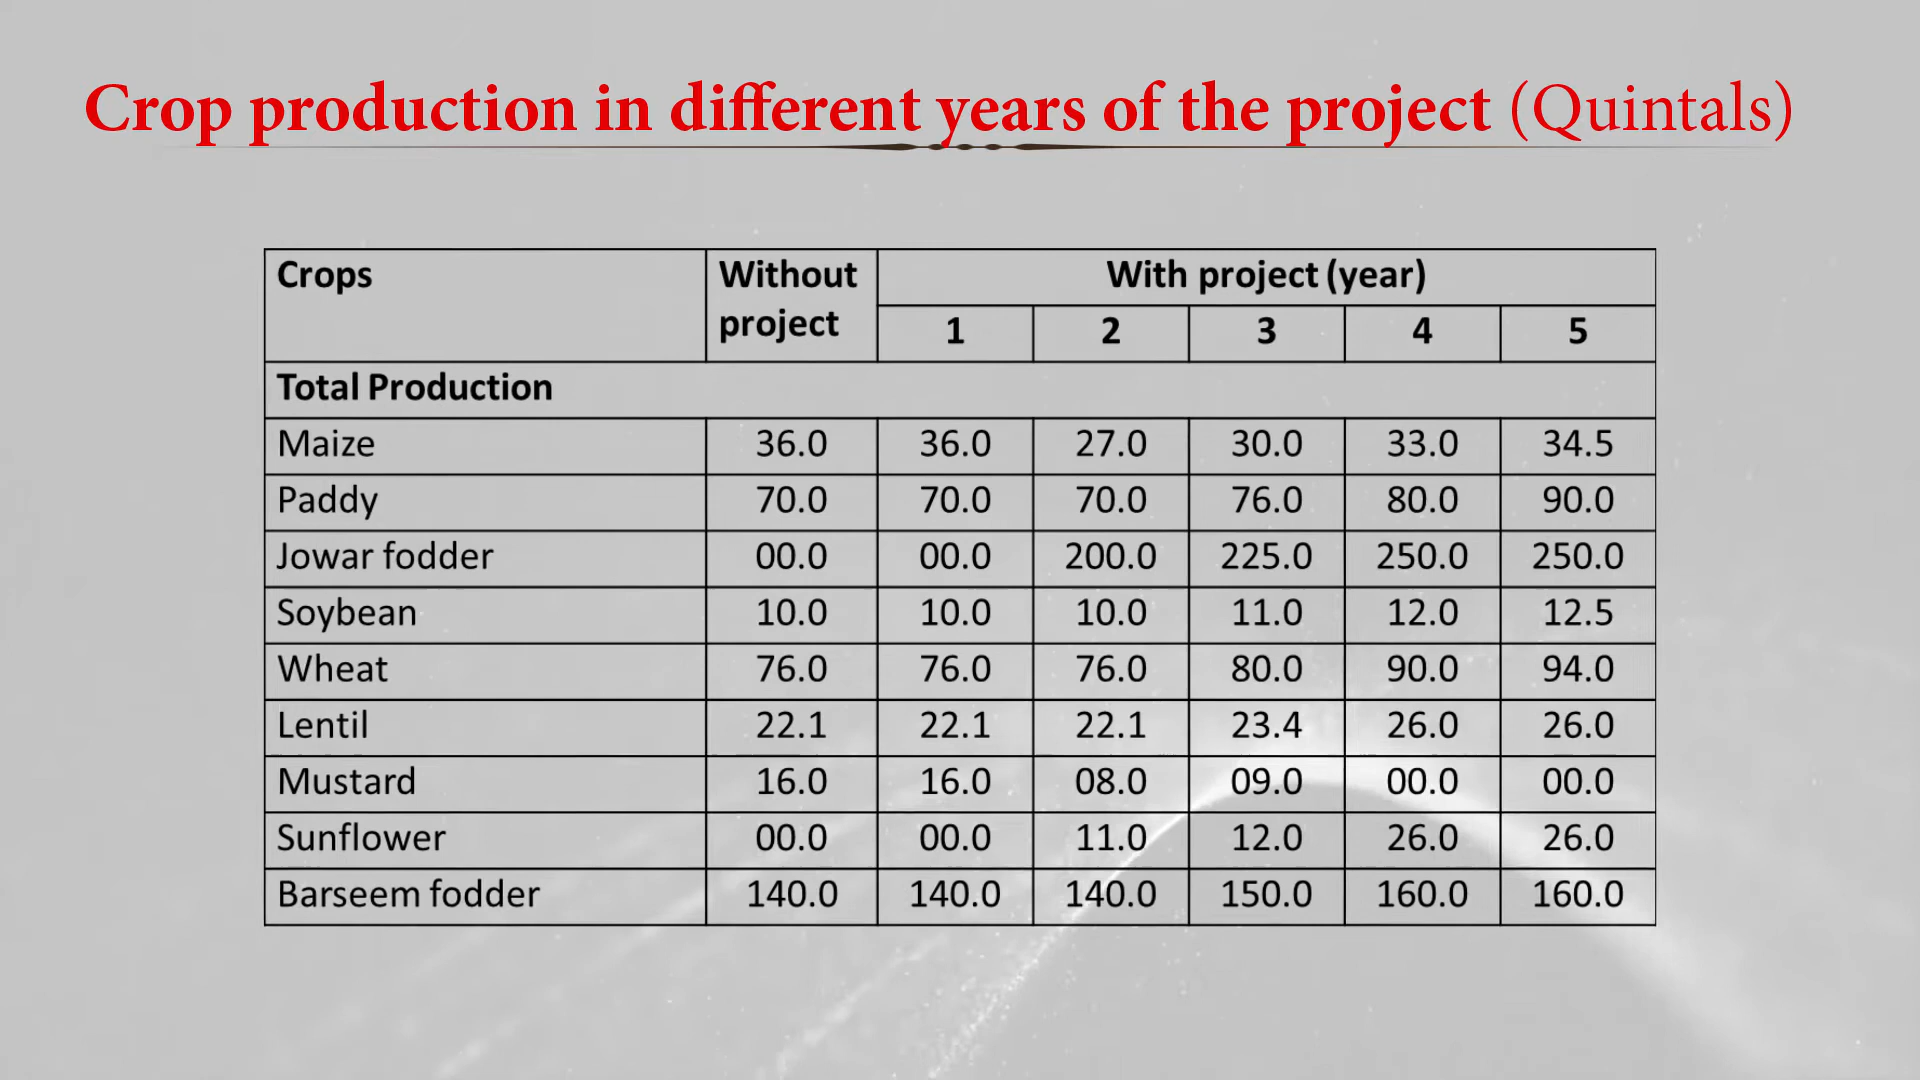 Crop production in different years of the project (Quintals)
Crops Without project With project (year)
1 2 3 4 5
Total Production
Maize 36.0 36.0 27.0 30.0 33.0 34.5
Paddy 70.0 70.0 70.0 76.0 80.0 90.0
Jowar fodder 00.0 00.0 200.0 225.0 250.0 250.0
Soybean 10.0 10.0 10.0 11.0 12.0 12.5
Wheat 76.0 76.0 76.0 80.0 90.0 94.0
Lentil 22.1 22.1 22.1 23.4 26.0 26.0
Mustard 16.0 16.0 08.0 09.0 00.0 00.0
Sunflower 00.0 00.0 11.0 12.0 26.0 26.0
Barseem fodder 140.0 140.0 140.0 150.0 160.0 160.0